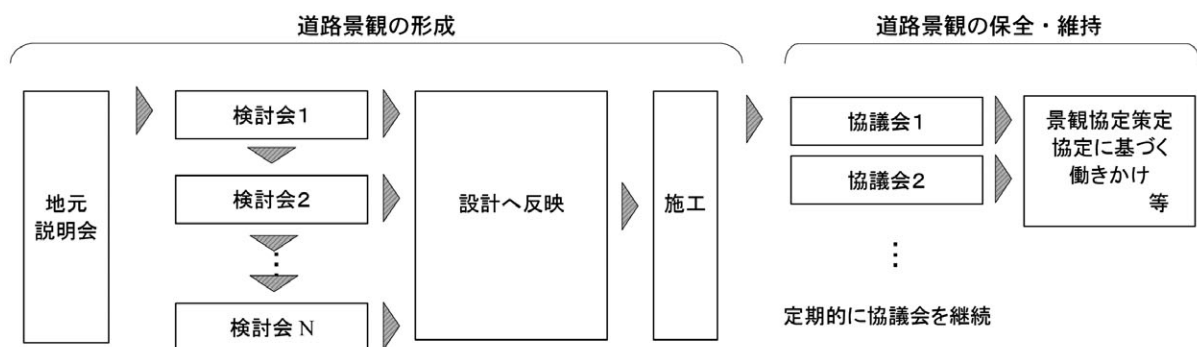 道路景観の形成
道路景観の保全・維持
地元
説明会
検討会1
検討会2
検討会 N
設計へ反映
施工
協議会1
協議会2
定期的に協議会を継続
景観協定策定
協定に基づく
働きかけ
等